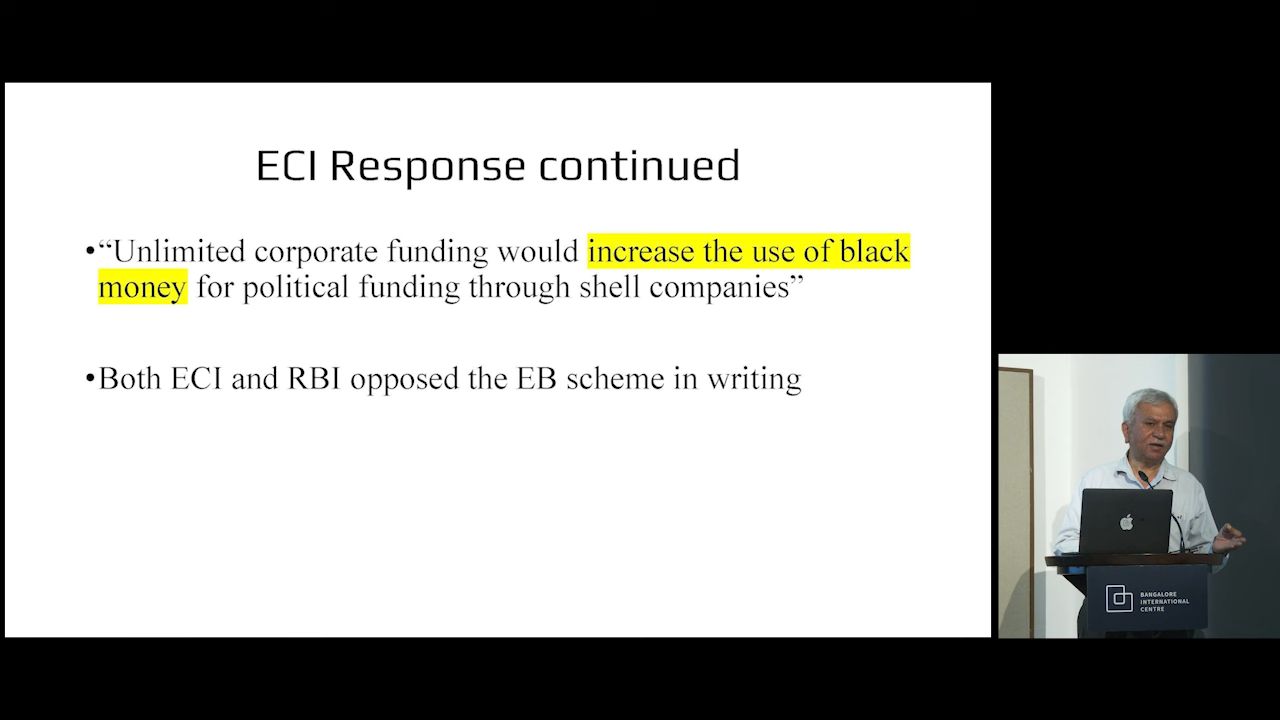 ECI Response continued
•“Unlimited corporate funding would increase the use of black
money for political funding through shell companies”
•Both ECI and RBI opposed the EB scheme in writing
BANGALORE
INTERNATIONAL
CENTRE